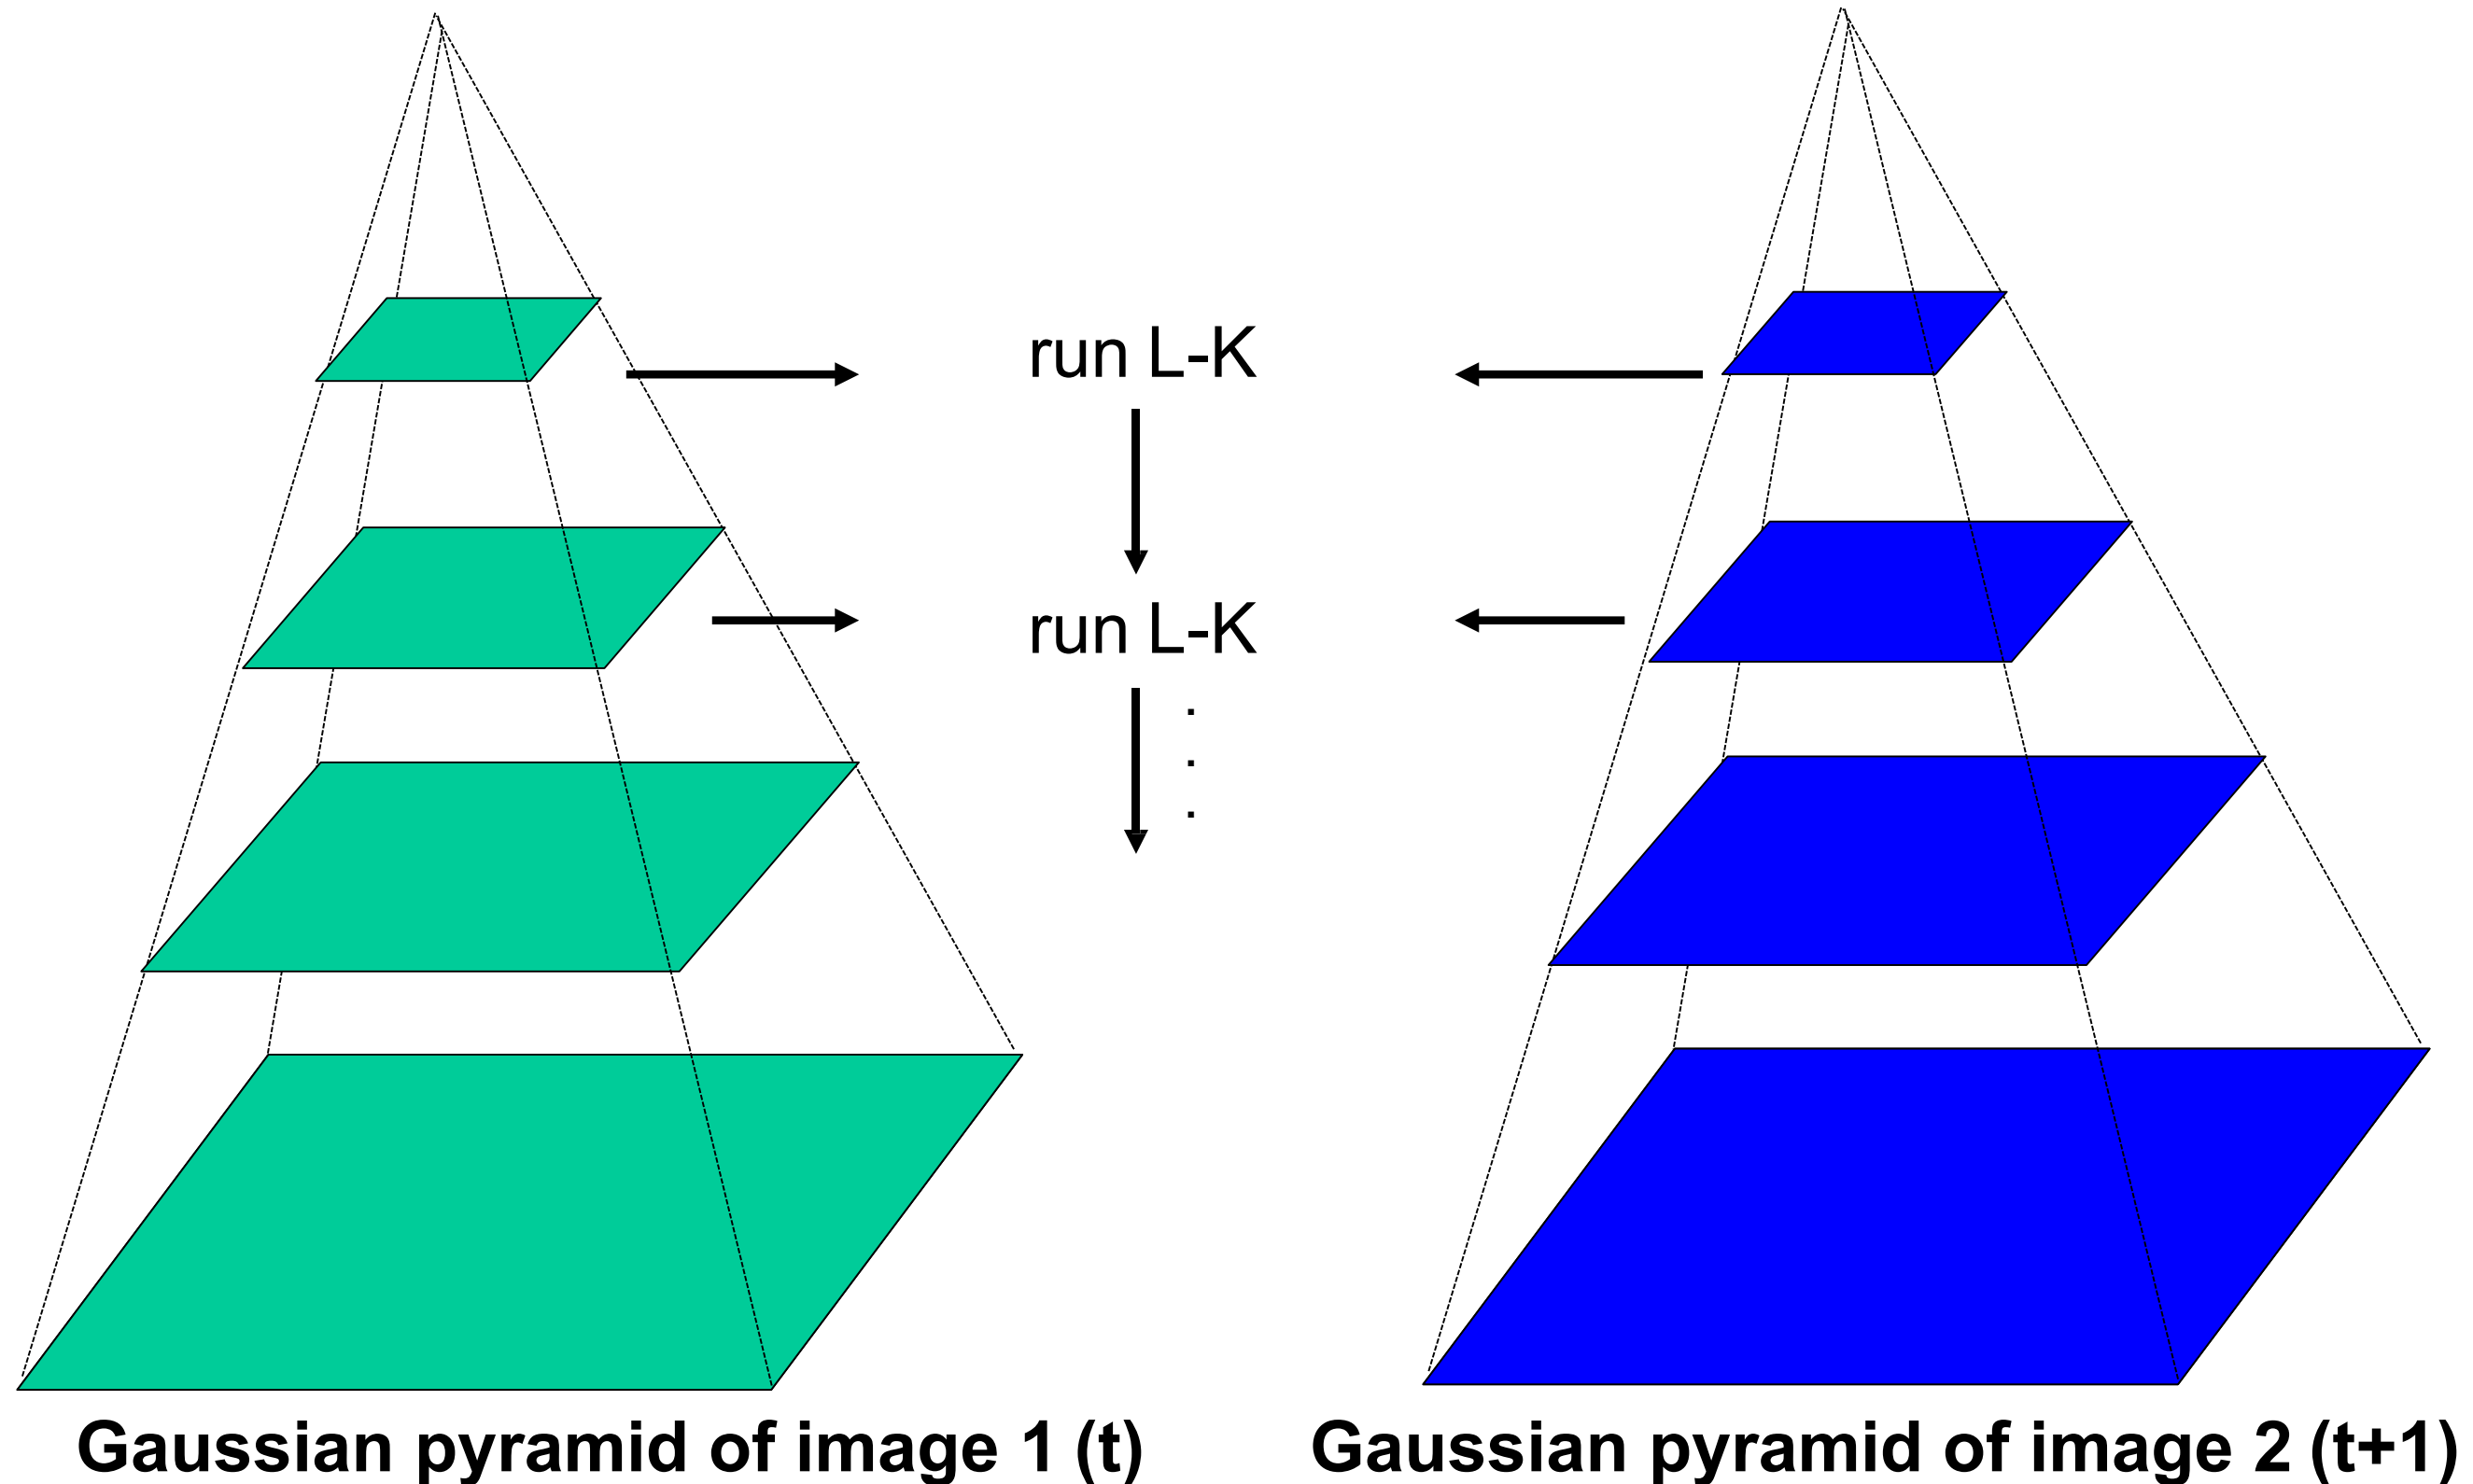 run L-K
run L-K
.
.
.
Gaussian pyramid of image 1 (t)
Gaussian pyramid of image 2 (t+1)